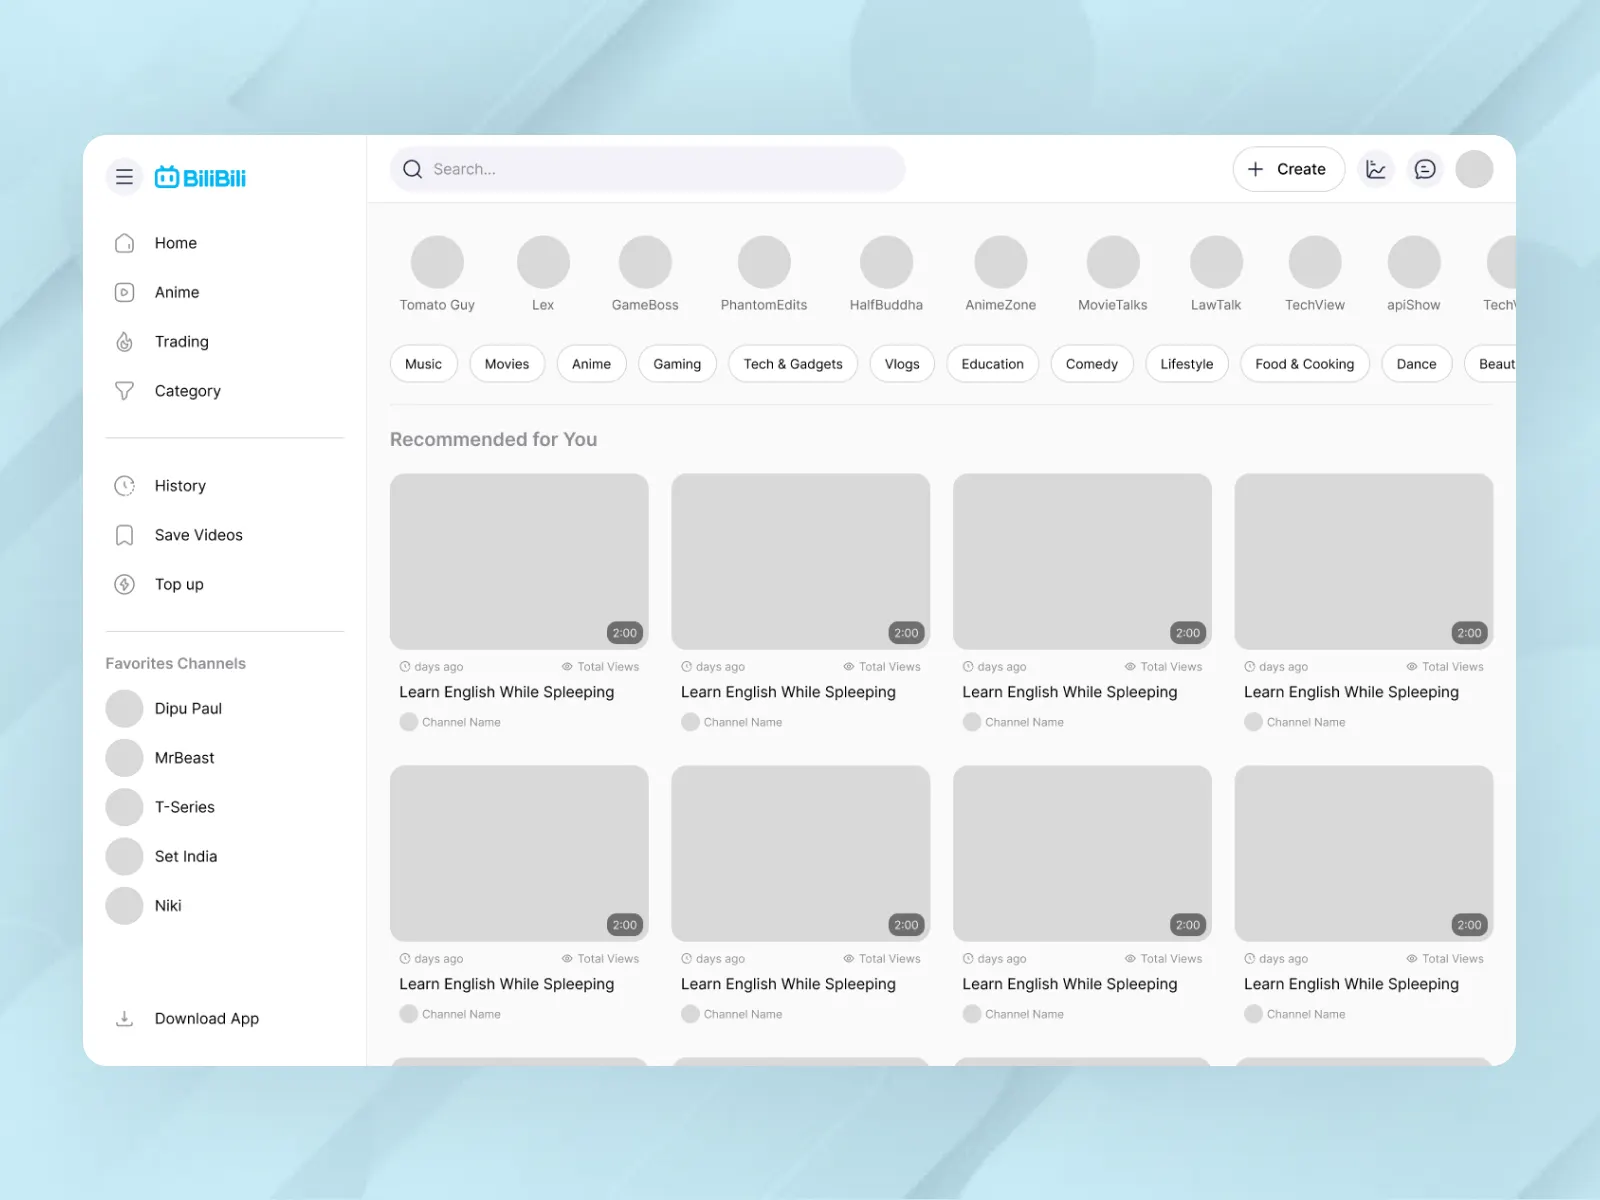 BiliBili
Home
Anime
Trading
Category
History
Save Videos
Top up
Favorites Channels
Dipu Paul
MrBeast
T-Series
Set India
Niki
Download App
Search...
Create
Tomato Guy Lex GameBoss PhantomEdits HalfBuddha AnimeZone MovieTalks LawTalk TechView apiShow TechV
Music Movies Anime Gaming Tech & Gadgets Vlogs Education Comedy Lifestyle Food & Cooking Dance Beaut
Recommended for You
2:00 2:00 2:00 2:00
days ago Total Views days ago Total Views days ago Total Views days ago Total Views
Learn English While Spleeping Learn English While Spleeping Learn English While Spleeping Learn English While Spleeping
Channel Name Channel Name Channel Name Channel Name
2:00 2:00 2:00 2:00
days ago Total Views days ago Total Views days ago Total Views days ago Total Views
Learn English While Spleeping Learn English While Spleeping Learn English While Spleeping Learn English While Spleeping
Channel Name Channel Name Channel Name Channel Name